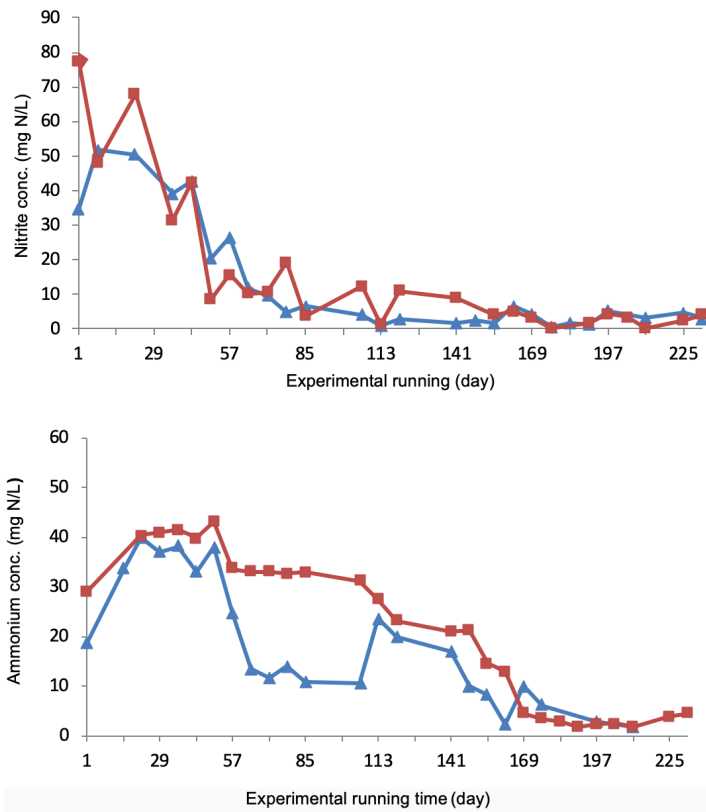 Nitrite conc. (mg N/L)
90
80
70
60
50
40
30
20
10
0
1 29 57 85 113 141 169 197 225
Experimental running (day)
Ammonium conc. (mg N/L)
60
50
40
30
20
10
0
1 29 57 85 113 141 169 197 225
Experimental running time (day)